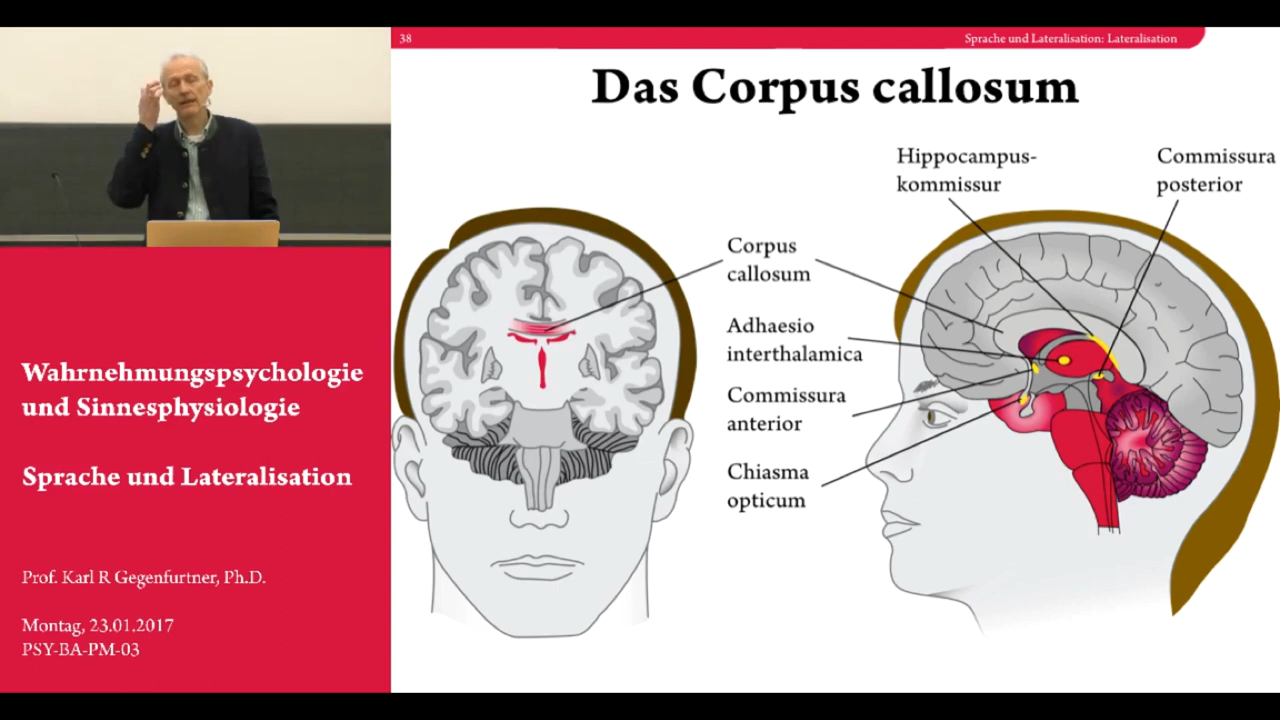 38
Sprache und Lateralisation: Lateralisation
Das Corpus callosum
Hippocampus-
kommissur
Commissura
posterior
Corpus
callosum
Adhaesio
interthalamica
Commissura
anterior
Chiasma
opticum
Wahrnehmungspsychologie
und Sinnesphysiologie
Sprache und Lateralisation
Prof. Karl R Gegenfurtner, Ph.D.
Montag, 23.01.2017
PSY-BA-PM-03